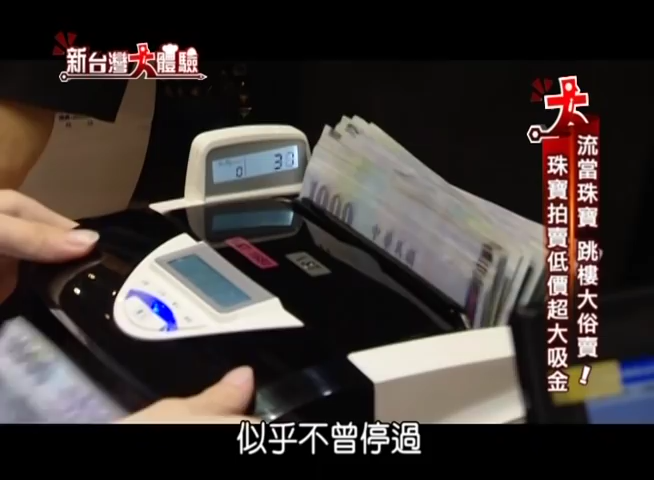 新台灣大體驗
大
流當珠寶 跳樓大俗賣!
珠寶拍賣低價超大吸金
0
30
1000
似乎不曾停過